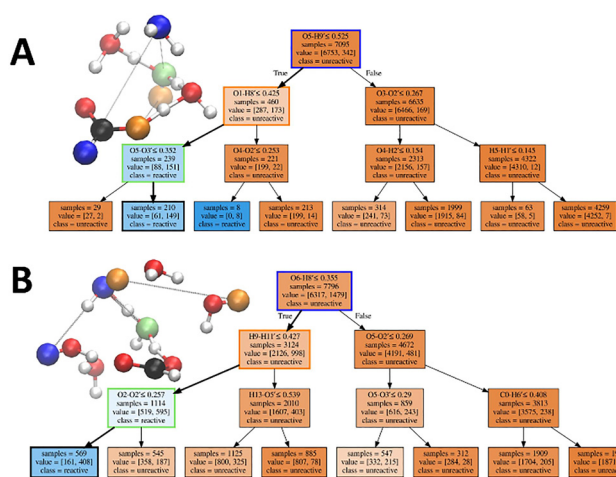 A
O5-H9' ≤ 0.525
samples = 7095
value = [6753, 342]
class = unreactive
True
False
O1-H8' ≤ 0.425
samples = 460
value = [287, 173]
class = unreactive
O3-O2' ≤ 0.267
samples = 6635
value = [6466, 169]
class = unreactive
O5-O3' ≤ 0.352
samples = 239
value = [88, 151]
class = reactive
O4-O2' ≤ 0.253
samples = 221
value = [199, 22]
class = unreactive
O4-H2' ≤ 0.154
samples = 2313
value = [2156, 157]
class = unreactive
H5-H1' ≤ 0.145
samples = 4322
value = [4310, 12]
class = unreactive
samples = 29
value = [27, 2]
class = unreactive
samples = 210
value = [61, 149]
class = reactive
samples = 8
value = [0, 8]
class = reactive
samples = 213
value = [199, 14]
class = unreactive
samples = 314
value = [241, 73]
class = unreactive
samples = 1999
value = [1915, 84]
class = unreactive
samples = 63
value = [58, 5]
class = unreactive
samples = 4259
value = [4252, 7]
class = unreactive
B
O6-H8' ≤ 0.355
samples = 7796
value = [6317, 1479]
class = unreactive
True
False
H9-H11' ≤ 0.427
samples = 3124
value = [2126, 998]
class = unreactive
O5-O2' ≤ 0.269
samples = 4672
value = [4191, 481]
class = unreactive
O2-O2' ≤ 0.257
samples = 1114
value = [519, 595]
class = reactive
H13-O5' ≤ 0.539
samples = 2010
value = [1607, 403]
class = unreactive
O5-O3' ≤ 0.29
samples = 859
value = [616, 243]
class = unreactive
C0-H6' ≤ 0.408
samples = 3813
value = [3575, 238]
class = unreactive
samples = 569
value = [161, 408]
class = reactive
samples = 545
value = [358, 187]
class = unreactive
samples = 1125
value = [800, 325]
class = unreactive
samples = 885
value = [807, 78]
class = unreactive
samples = 547
value = [332, 215]
class = unreactive
samples = 312
value = [284, 28]
class = unreactive
samples = 1909
value = [1704, 205]
class = unreactive
samples = 19
value = [1871
class = unreac